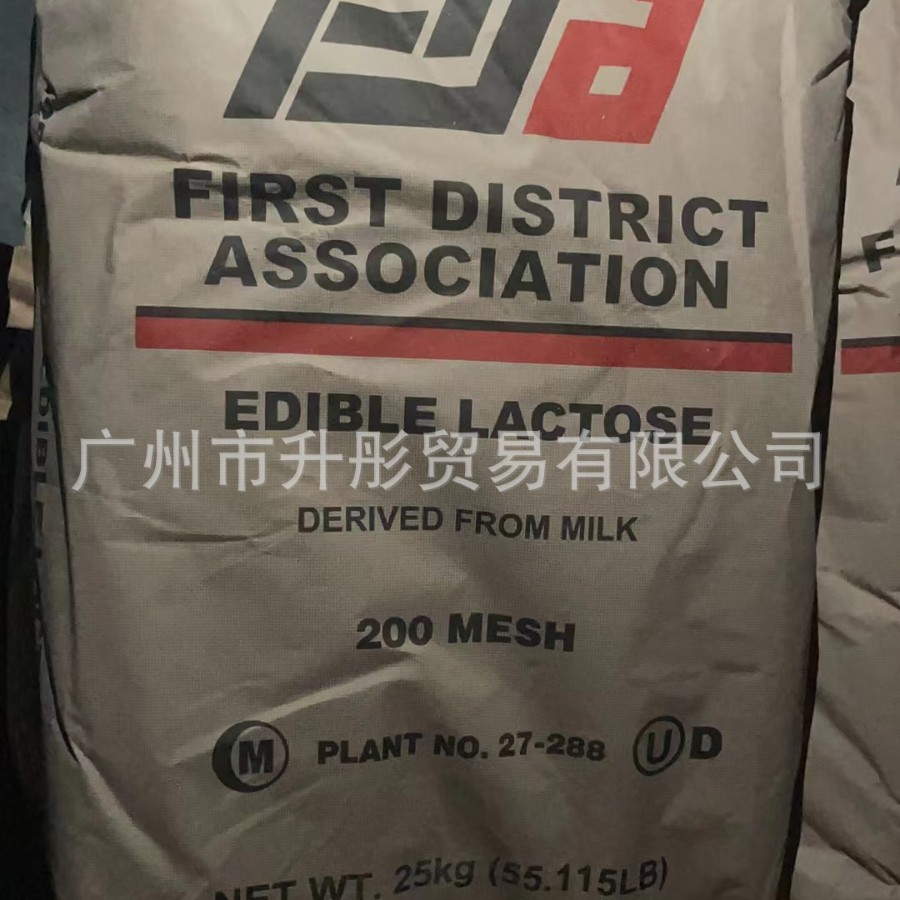 fda
FIRST DISTRICT
ASSOCIATION
EDIBLE LACTOSE
广州市升彤贸易有限公司
DERIVED FROM MILK
200 MESH
M PLANT NO. 27-288 U D
NET WT. 25kg (55.115LB)